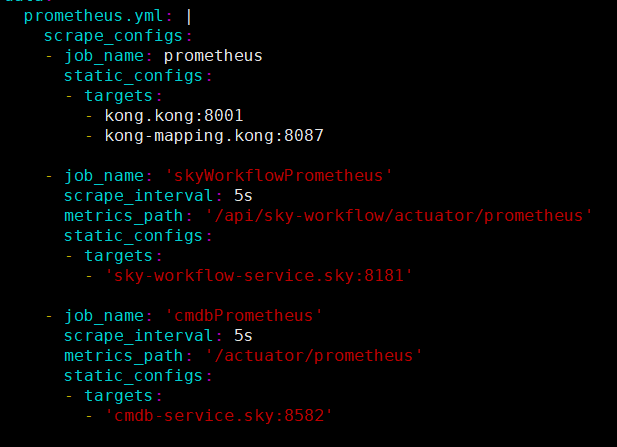 prometheus.yml: |
scrape_configs:
- job_name: prometheus
static_configs:
- targets:
- kong.kong:8001
- kong-mapping.kong:8087
- job_name: 'skyWorkflowPrometheus'
scrape_interval: 5s
metrics_path: '/api/sky-workflow/actuator/prometheus'
static_configs:
- targets:
- 'sky-workflow-service.sky:8181'
- job_name: 'cmdbPrometheus'
scrape_interval: 5s
metrics_path: '/actuator/prometheus'
static_configs:
- targets:
- 'cmdb-service.sky:8582'